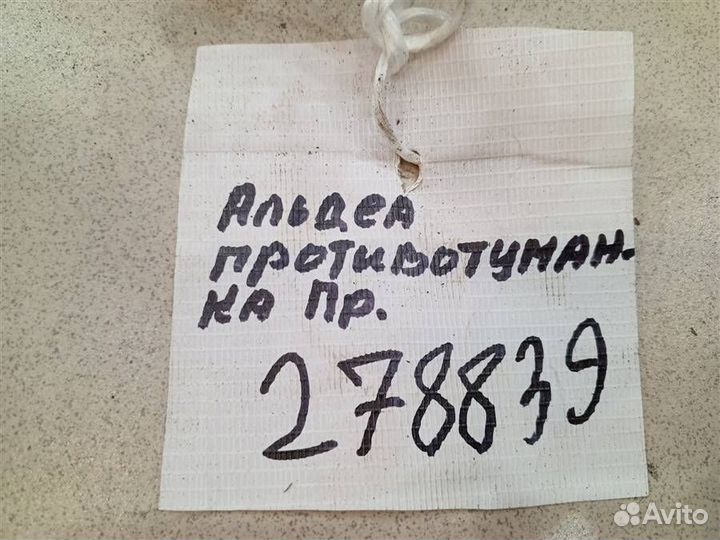 Альдеа
противотуман-
ка Пр.
278839
Avito